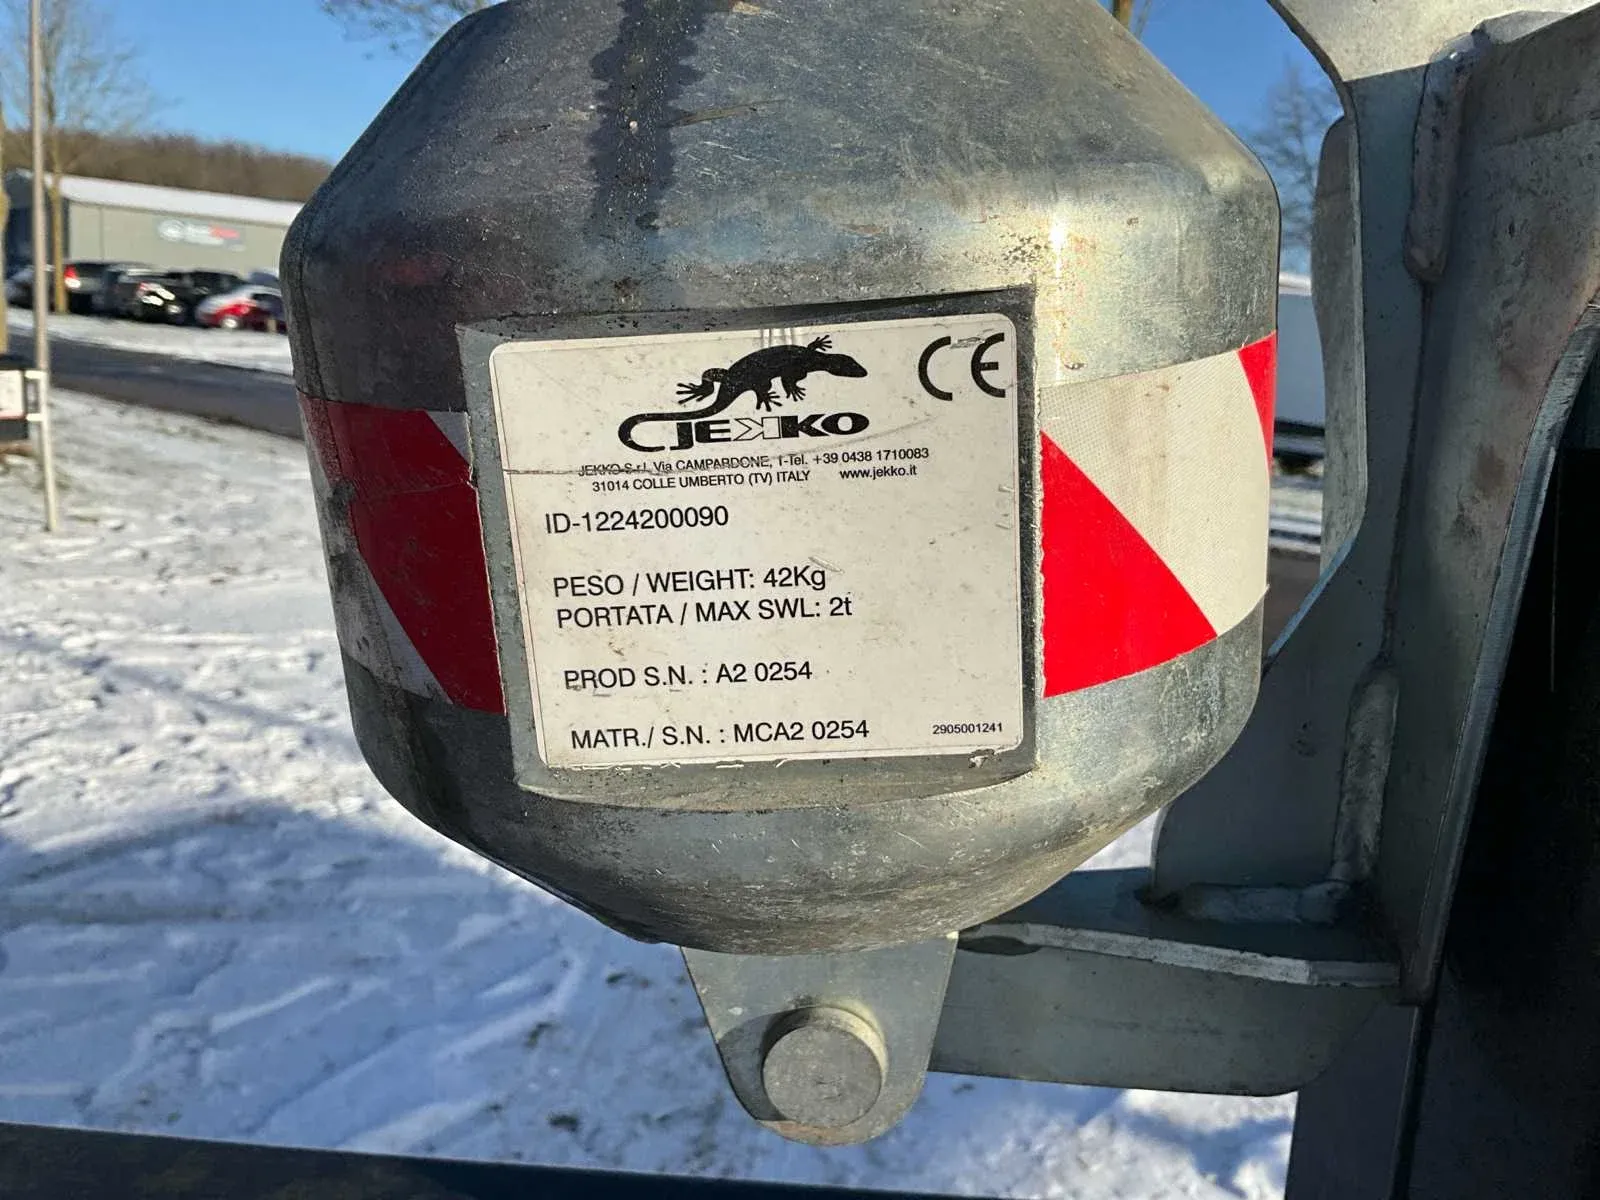 CE
JEKKO
JEKKO S.r.l. Via CAMPARDONE, 1-Tel. +39 0438 1710083
31014 COLLE UMBERTO (TV) ITALY www.jekko.it
ID-1224200090
PESO / WEIGHT: 42Kg
PORTATA / MAX SWL: 2t
PROD S.N. : A2 0254
MATR./ S.N. : MCA2 0254
2905001241